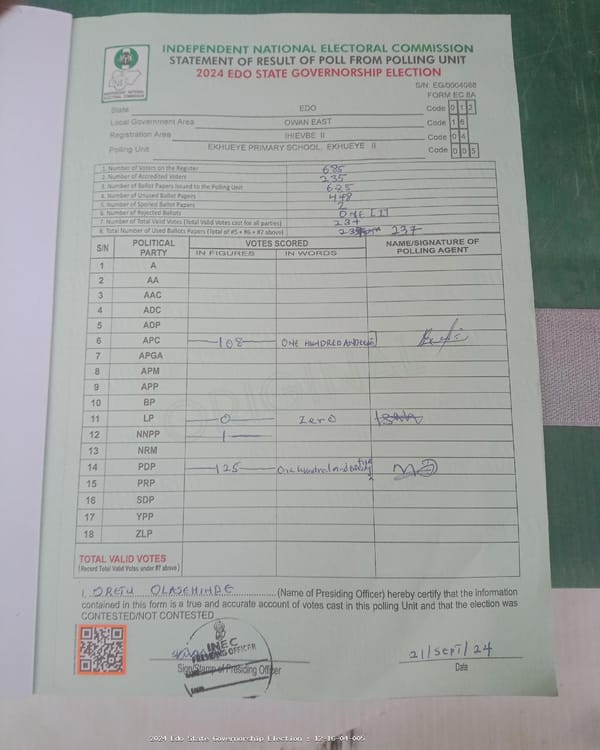 INDEPENDENT NATIONAL ELECTORAL COMMISSION
STATEMENT OF RESULT OF POLL FROM POLLING UNIT
2024 EDO STATE GOVERNORSHIP ELECTION
INDEPENDENT NATIONAL ELECTORAL COMMISSION
S/N: EG/0004068
FORM EC 8A
State EDO Code 0 1 2
Local Government Area OWAN EAST Code 1 6
Registration Area IHIEVBE II Code 0 4
Polling Unit EKHUEYE PRIMARY SCHOOL, EKHUEYE II Code 0 0 5
1. Number of Voters on the Register 685
2. Number of Accredited Voters 235
3. Number of Ballot Papers Issued to the Polling Unit 685
4. Number of Unused Ballot Papers 448
5. Number of Spoiled Ballot Papers 2
6. Number of Rejected Ballots ONE [1]
7. Number of Total Valid Votes (Total Valid Votes cast for all parties) 234
8. Total Number of Used Ballots Papers (Total of #5 + #6 + #7 above) 237
S/N POLITICAL PARTY VOTES SCORED NAME/SIGNATURE OF POLLING AGENT
IN FIGURES IN WORDS
1 A
2 AA
3 AAC
4 ADC
5 ADP
6 APC 108 ONE HUNDRED AND
7 APGA
8 APM
9 APP
10 BP
11 LP 0 Zero
12 NNPP 1
13 NRM
14 PDP 125 One hundred and
15 PRP
16 SDP
17 YPP
18 ZLP
TOTAL VALID VOTES
(Record Total Valid Votes under #7 above)
I, ORETU OLASEHINDE (Name of Presiding Officer) hereby certify that the information
contained in this form is a true and accurate account of votes cast in this polling Unit and that the election was
CONTESTED/NOT CONTESTED
INEC
PRESIDING OFFICER
21/SEPT/24
Sign/Stamp of Presiding Officer Date
2024 Edo State Governorship Election : 12-16-04-005